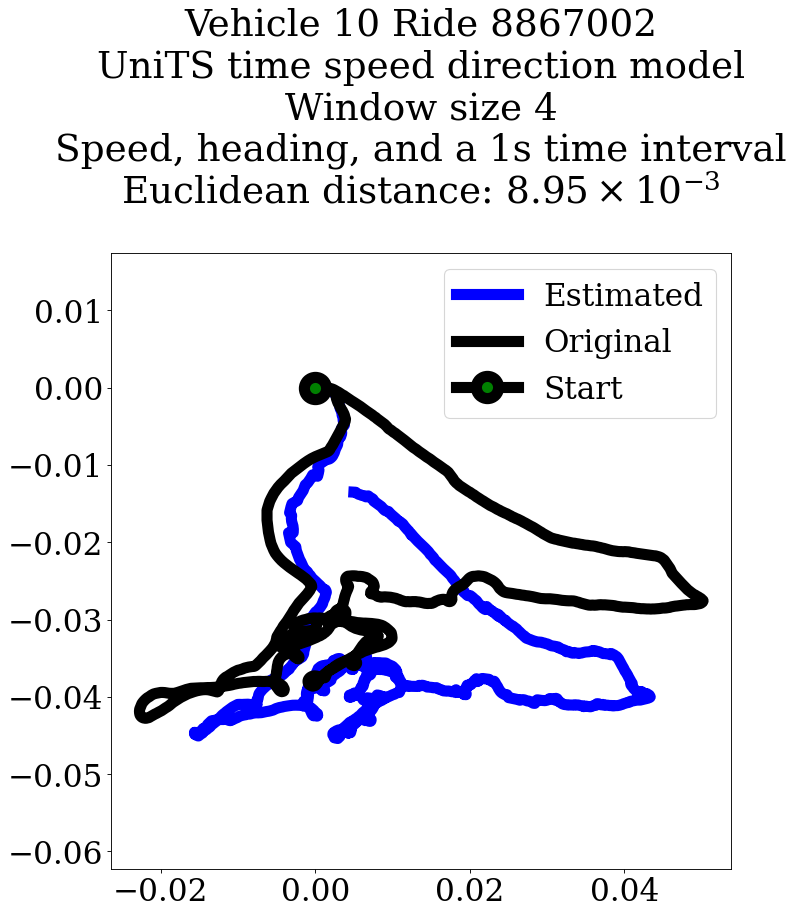 Vehicle 10 Ride 8867002
UniTS time speed direction model
Window size 4
Speed, heading, and a 1s time interval
Euclidean distance: 8.95 × 10⁻³
Estimated
Original
Start
0.01
0.00
−0.01
−0.02
−0.03
−0.04
−0.05
−0.06
−0.02 0.00 0.02 0.04